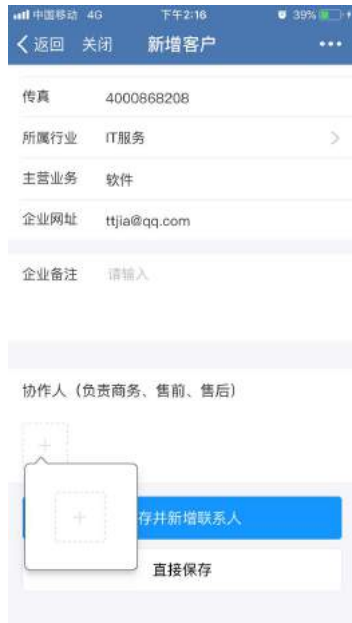 中国移动 4G 下午2:16 39%
返回 关闭 新增客户
传真 4000868208
所属行业 IT服务
主营业务 软件
企业网址 ttjia@qq.com
企业备注 请输入
协作人（负责商务、售前、售后）
存并新增联系人
直接保存